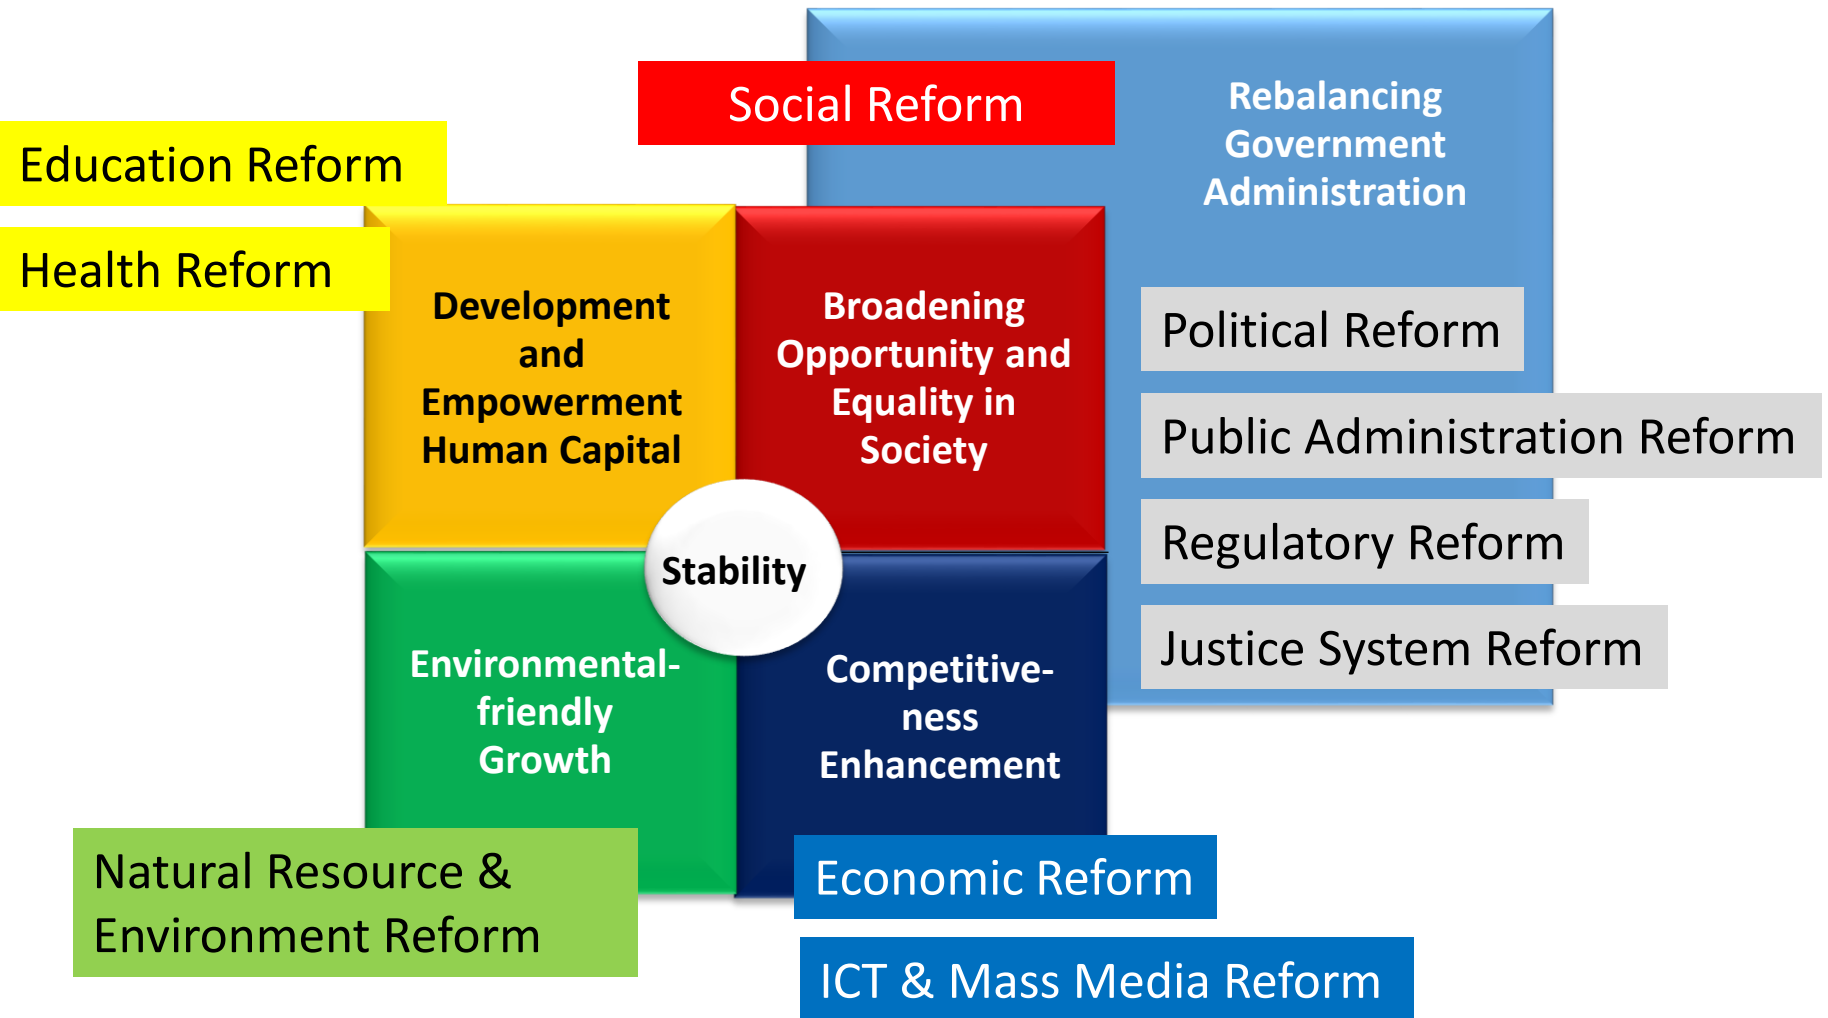 Social Reform
Rebalancing
Government
Administration
Education Reform
Health Reform
Development
and
Empowerment
Human Capital
Broadening
Opportunity and
Equality in
Society
Political Reform
Public Administration Reform
Regulatory Reform
Justice System Reform
Stability
Environmental-
friendly
Growth
Competitive-
ness
Enhancement
Natural Resource &
Environment Reform
Economic Reform
ICT & Mass Media Reform